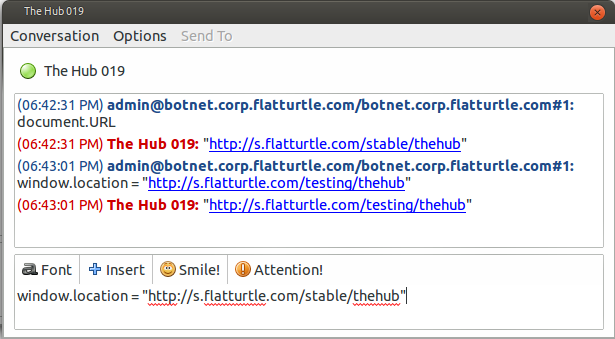 The Hub 019
Conversation Options Send To
The Hub 019
(06:42:31 PM) admin@botnet.corp.flatturtle.com/botnet.corp.flatturtle.com#1:
document.URL
(06:42:31 PM) The Hub 019: "http://s.flatturtle.com/stable/thehub"
(06:43:01 PM) admin@botnet.corp.flatturtle.com/botnet.corp.flatturtle.com#1:
window.location = "http://s.flatturtle.com/testing/thehub"
(06:43:01 PM) The Hub 019: "http://s.flatturtle.com/testing/thehub"
Font Insert Smile! Attention!
window.location = "http://s.flatturtle.com/stable/thehub"